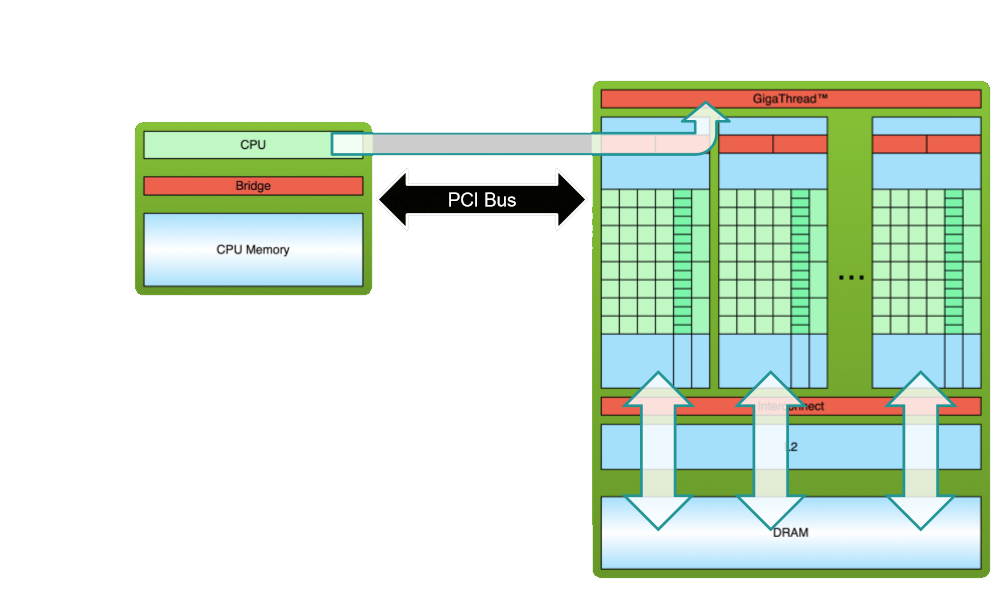 GigaThread™
CPU
Bridge
PCI Bus
CPU Memory
...
Interconnect
L2
DRAM